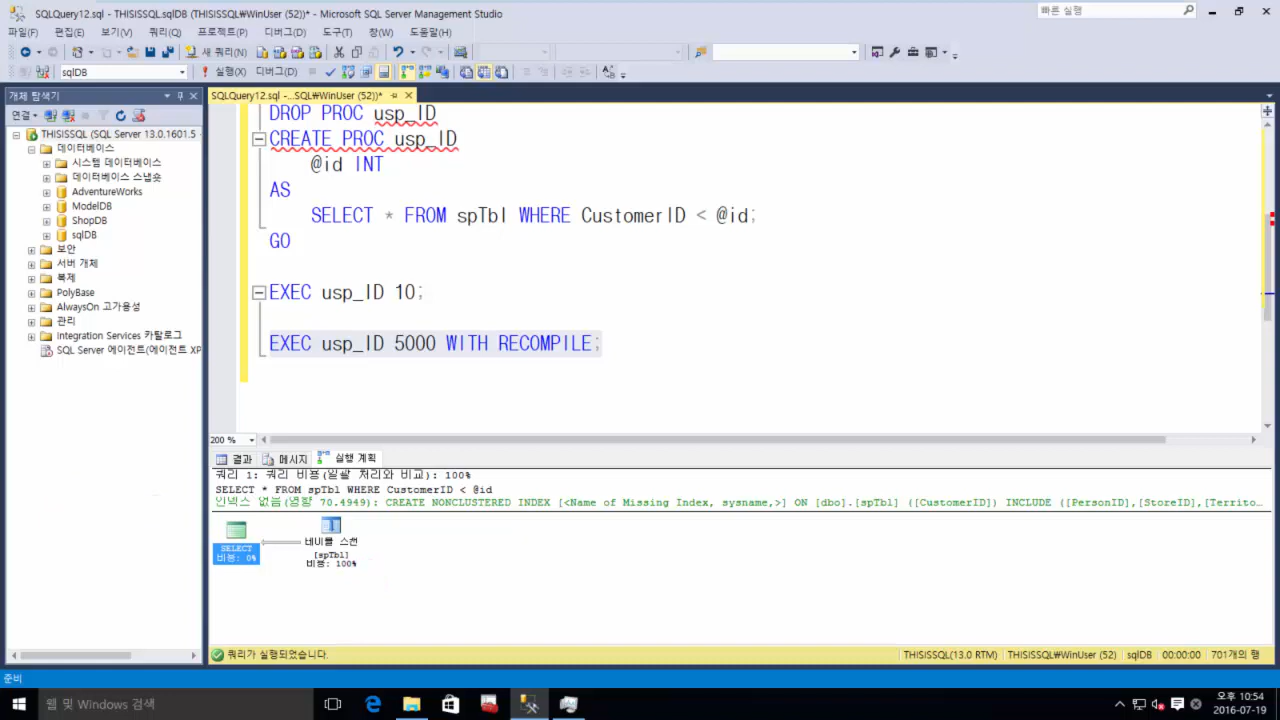 SQLQuery12.sql - THISISSQL.sqlDB (THISISSQL₩WinUser (52))* - Microsoft SQL Server Management Studio
빠른 실행
파일(F) 편집(E) 보기(V) 쿼리(Q) 프로젝트(P) 디버그(D) 도구(T) 창(W) 도움말(H)
새 쿼리(N)
sqlDB
실행(X) 디버그(D)
개체 탐색기
SQLQuery12.sql -...SQL₩WinUser (52))*
연결
THISISSQL (SQL Server 13.0.1601.5
데이터베이스
시스템 데이터베이스
데이터베이스 스냅숏
AdventureWorks
ModelDB
ShopDB
sqlDB
보안
서버 개체
복제
PolyBase
AlwaysOn 고가용성
관리
Integration Services 카탈로그
SQL Server 에이전트(에이전트 XP
DROP PROC usp_ID
CREATE PROC usp_ID
@id INT
AS
SELECT * FROM spTbl WHERE CustomerID < @id;
GO
EXEC usp_ID 10;
EXEC usp_ID 5000 WITH RECOMPILE;
200 %
결과 메시지 실행 계획
쿼리 1: 쿼리 비용(일괄 처리와 비교): 100%
SELECT * FROM spTbl WHERE CustomerID < @id
인덱스 없음(영향 70.4949): CREATE NONCLUSTERED INDEX [<Name of Missing Index, sysname,>] ON [dbo].[spTbl] ([CustomerID]) INCLUDE ([PersonID],[StoreID],[Territo...
SELECT
비용: 0%
테이블 스캔
[spTbl]
비용: 100%
쿼리가 실행되었습니다.
THISISSQL(13.0 RTM) THISISSQL₩WinUser (52) sqlDB 00:00:00 701개의 행
준비
웹 및 Windows 검색
오후 10:54
2016-07-19